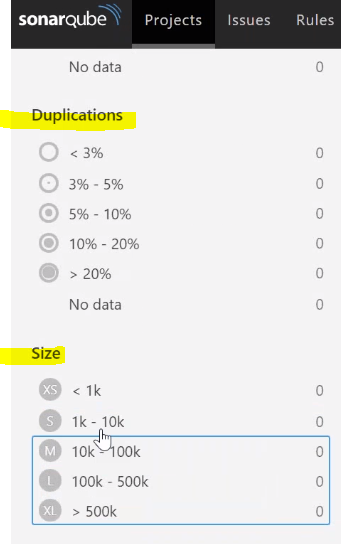 sonarqube Projects Issues Rules
No data 0
Duplications
< 3% 0
3% - 5% 0
5% - 10% 0
10% - 20% 0
> 20% 0
No data 0
Size
XS < 1k 0
S 1k - 10k 0
M 10k - 100k 0
L 100k - 500k 0
XL > 500k 0